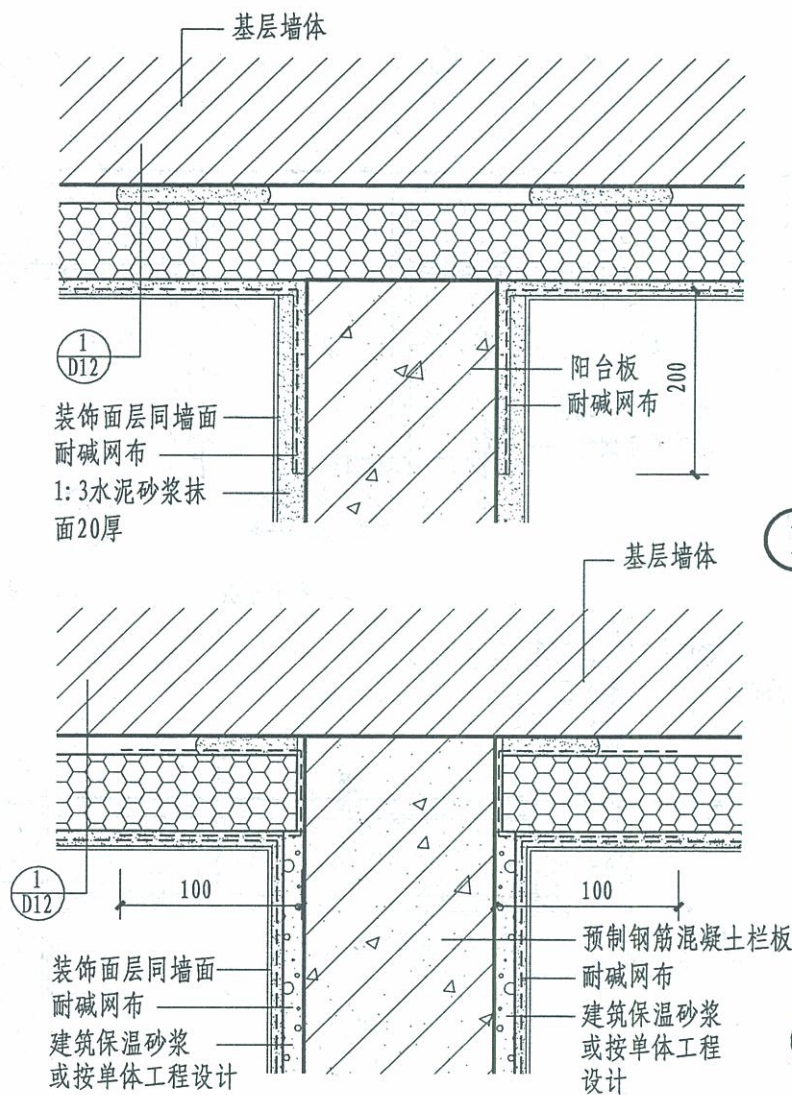 基层墙体
1
D12
装饰面层同墙面
耐碱网布
1:3水泥砂浆抹
面20厚
阳台板
耐碱网布
200
基层墙体
1
D12
100
100
装饰面层同墙面
耐碱网布
建筑保温砂浆
或按单体工程设计
预制钢筋混凝土栏板
耐碱网布
建筑保温砂浆
或按单体工程
设计